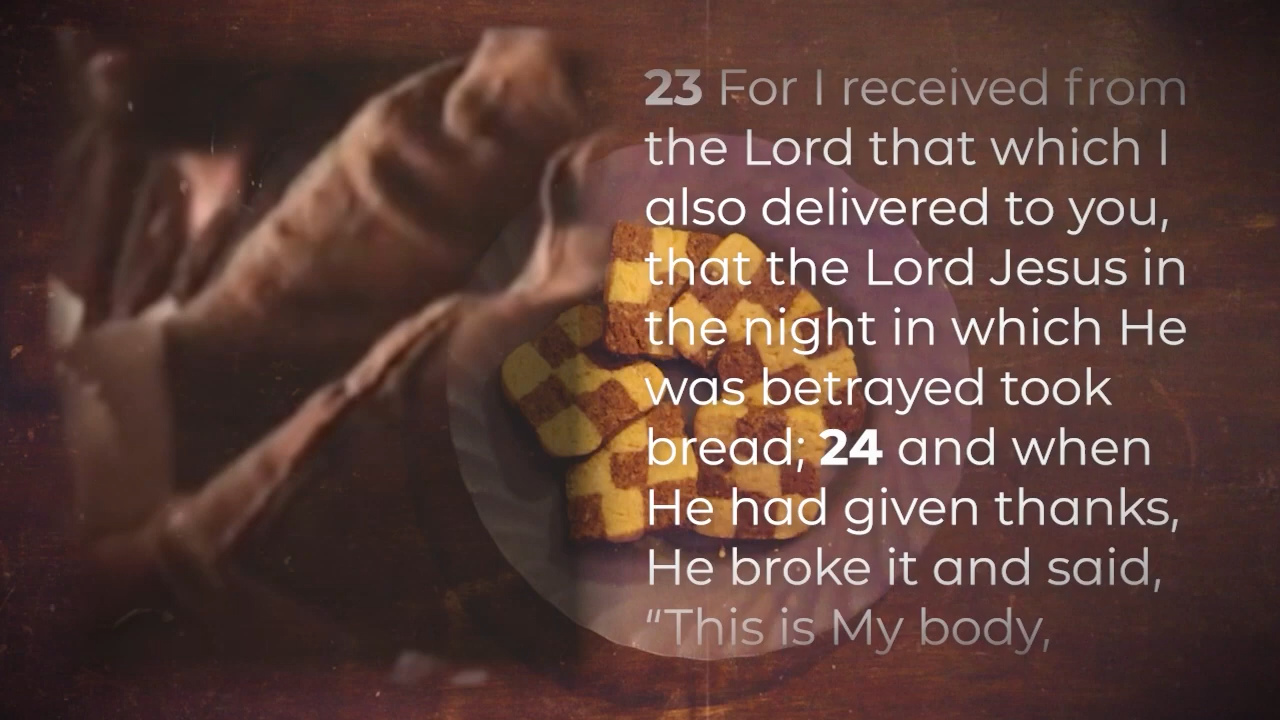 23 For I received from
the Lord that which I
also delivered to you,
that the Lord Jesus in
the night in which He
was betrayed took
bread; 24 and when
He had given thanks,
He broke it and said,
“This is My body,